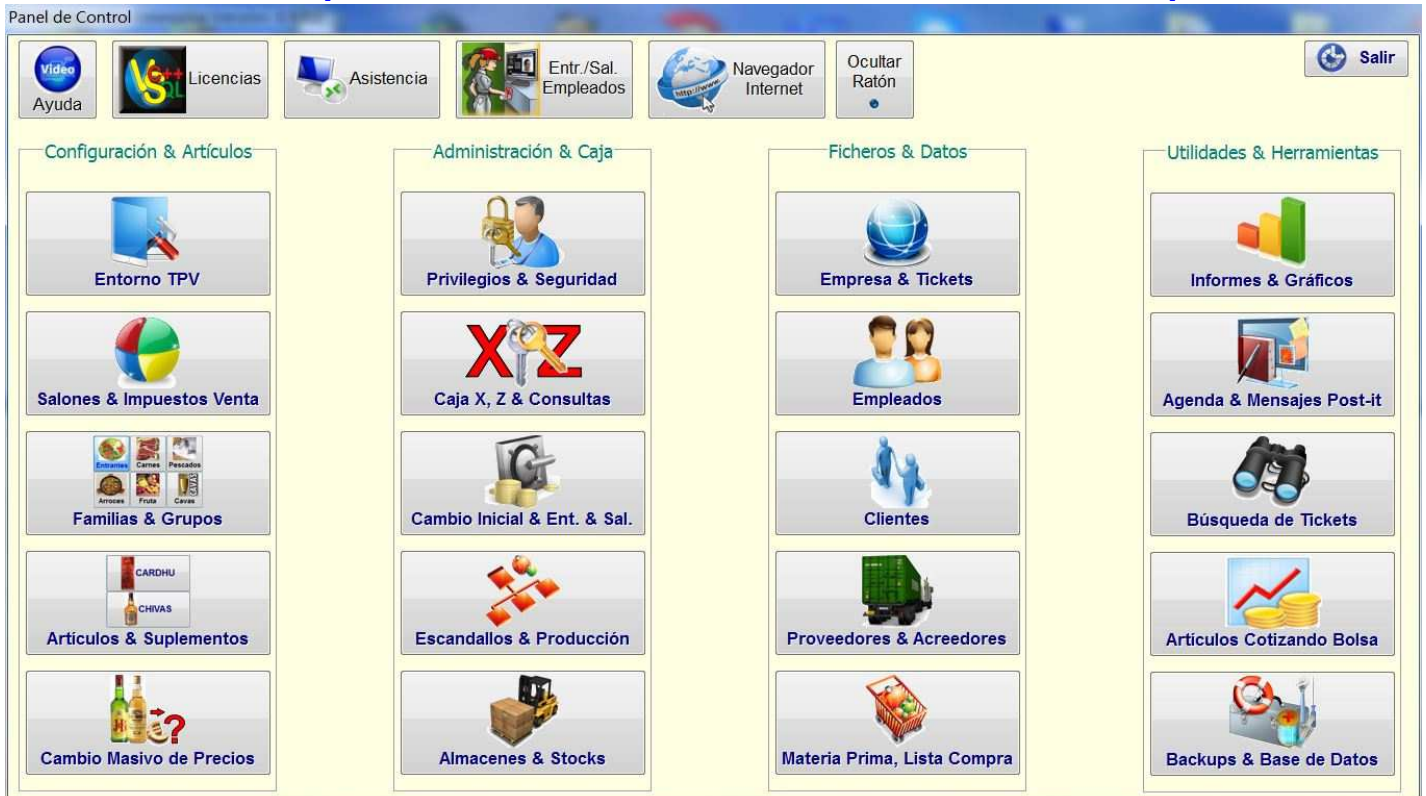 Panel de Control
Video
Ayuda
VS C++ QL
Licencias
Asistencia
Entr./Sal.
Empleados
http://www.
Navegador
Internet
Ocultar
Ratón
Salir
Configuración & Artículos
Entorno TPV
Salones & Impuestos Venta
Entrantes Carnes Pescados
Arroces Fruta Cavas
Familias & Grupos
CARDHU
CHIVAS
Artículos & Suplementos
?
Cambio Masivo de Precios
Administración & Caja
Privilegios & Seguridad
X Z
Caja X, Z & Consultas
Cambio Inicial & Ent. & Sal.
Escandallos & Producción
Almacenes & Stocks
Ficheros & Datos
Empresa & Tickets
Empleados
Clientes
Proveedores & Acreedores
Materia Prima, Lista Compra
Utilidades & Herramientas
Informes & Gráficos
Agenda & Mensajes Post-it
Búsqueda de Tickets
Artículos Cotizando Bolsa
Backups & Base de Datos